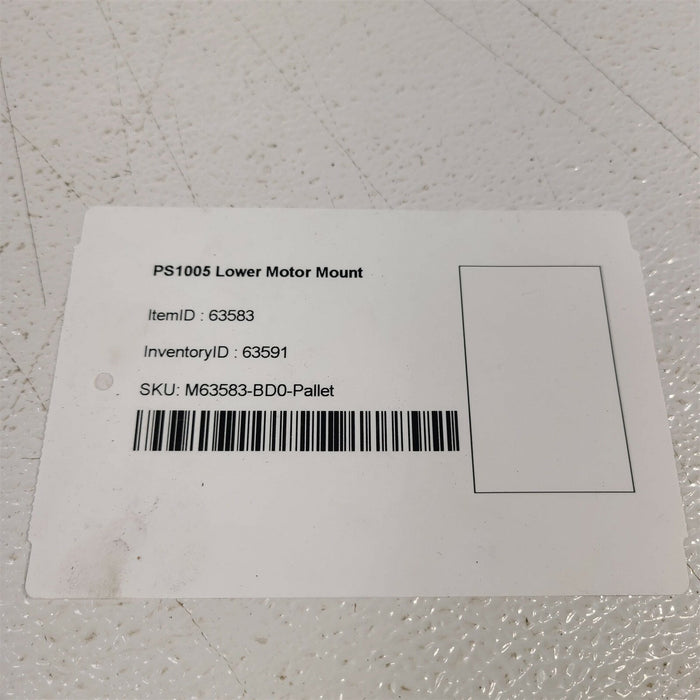 PS1005 Lower Motor Mount
ItemID : 63583
InventoryID : 63591
SKU: M63583-BD0-Pallet